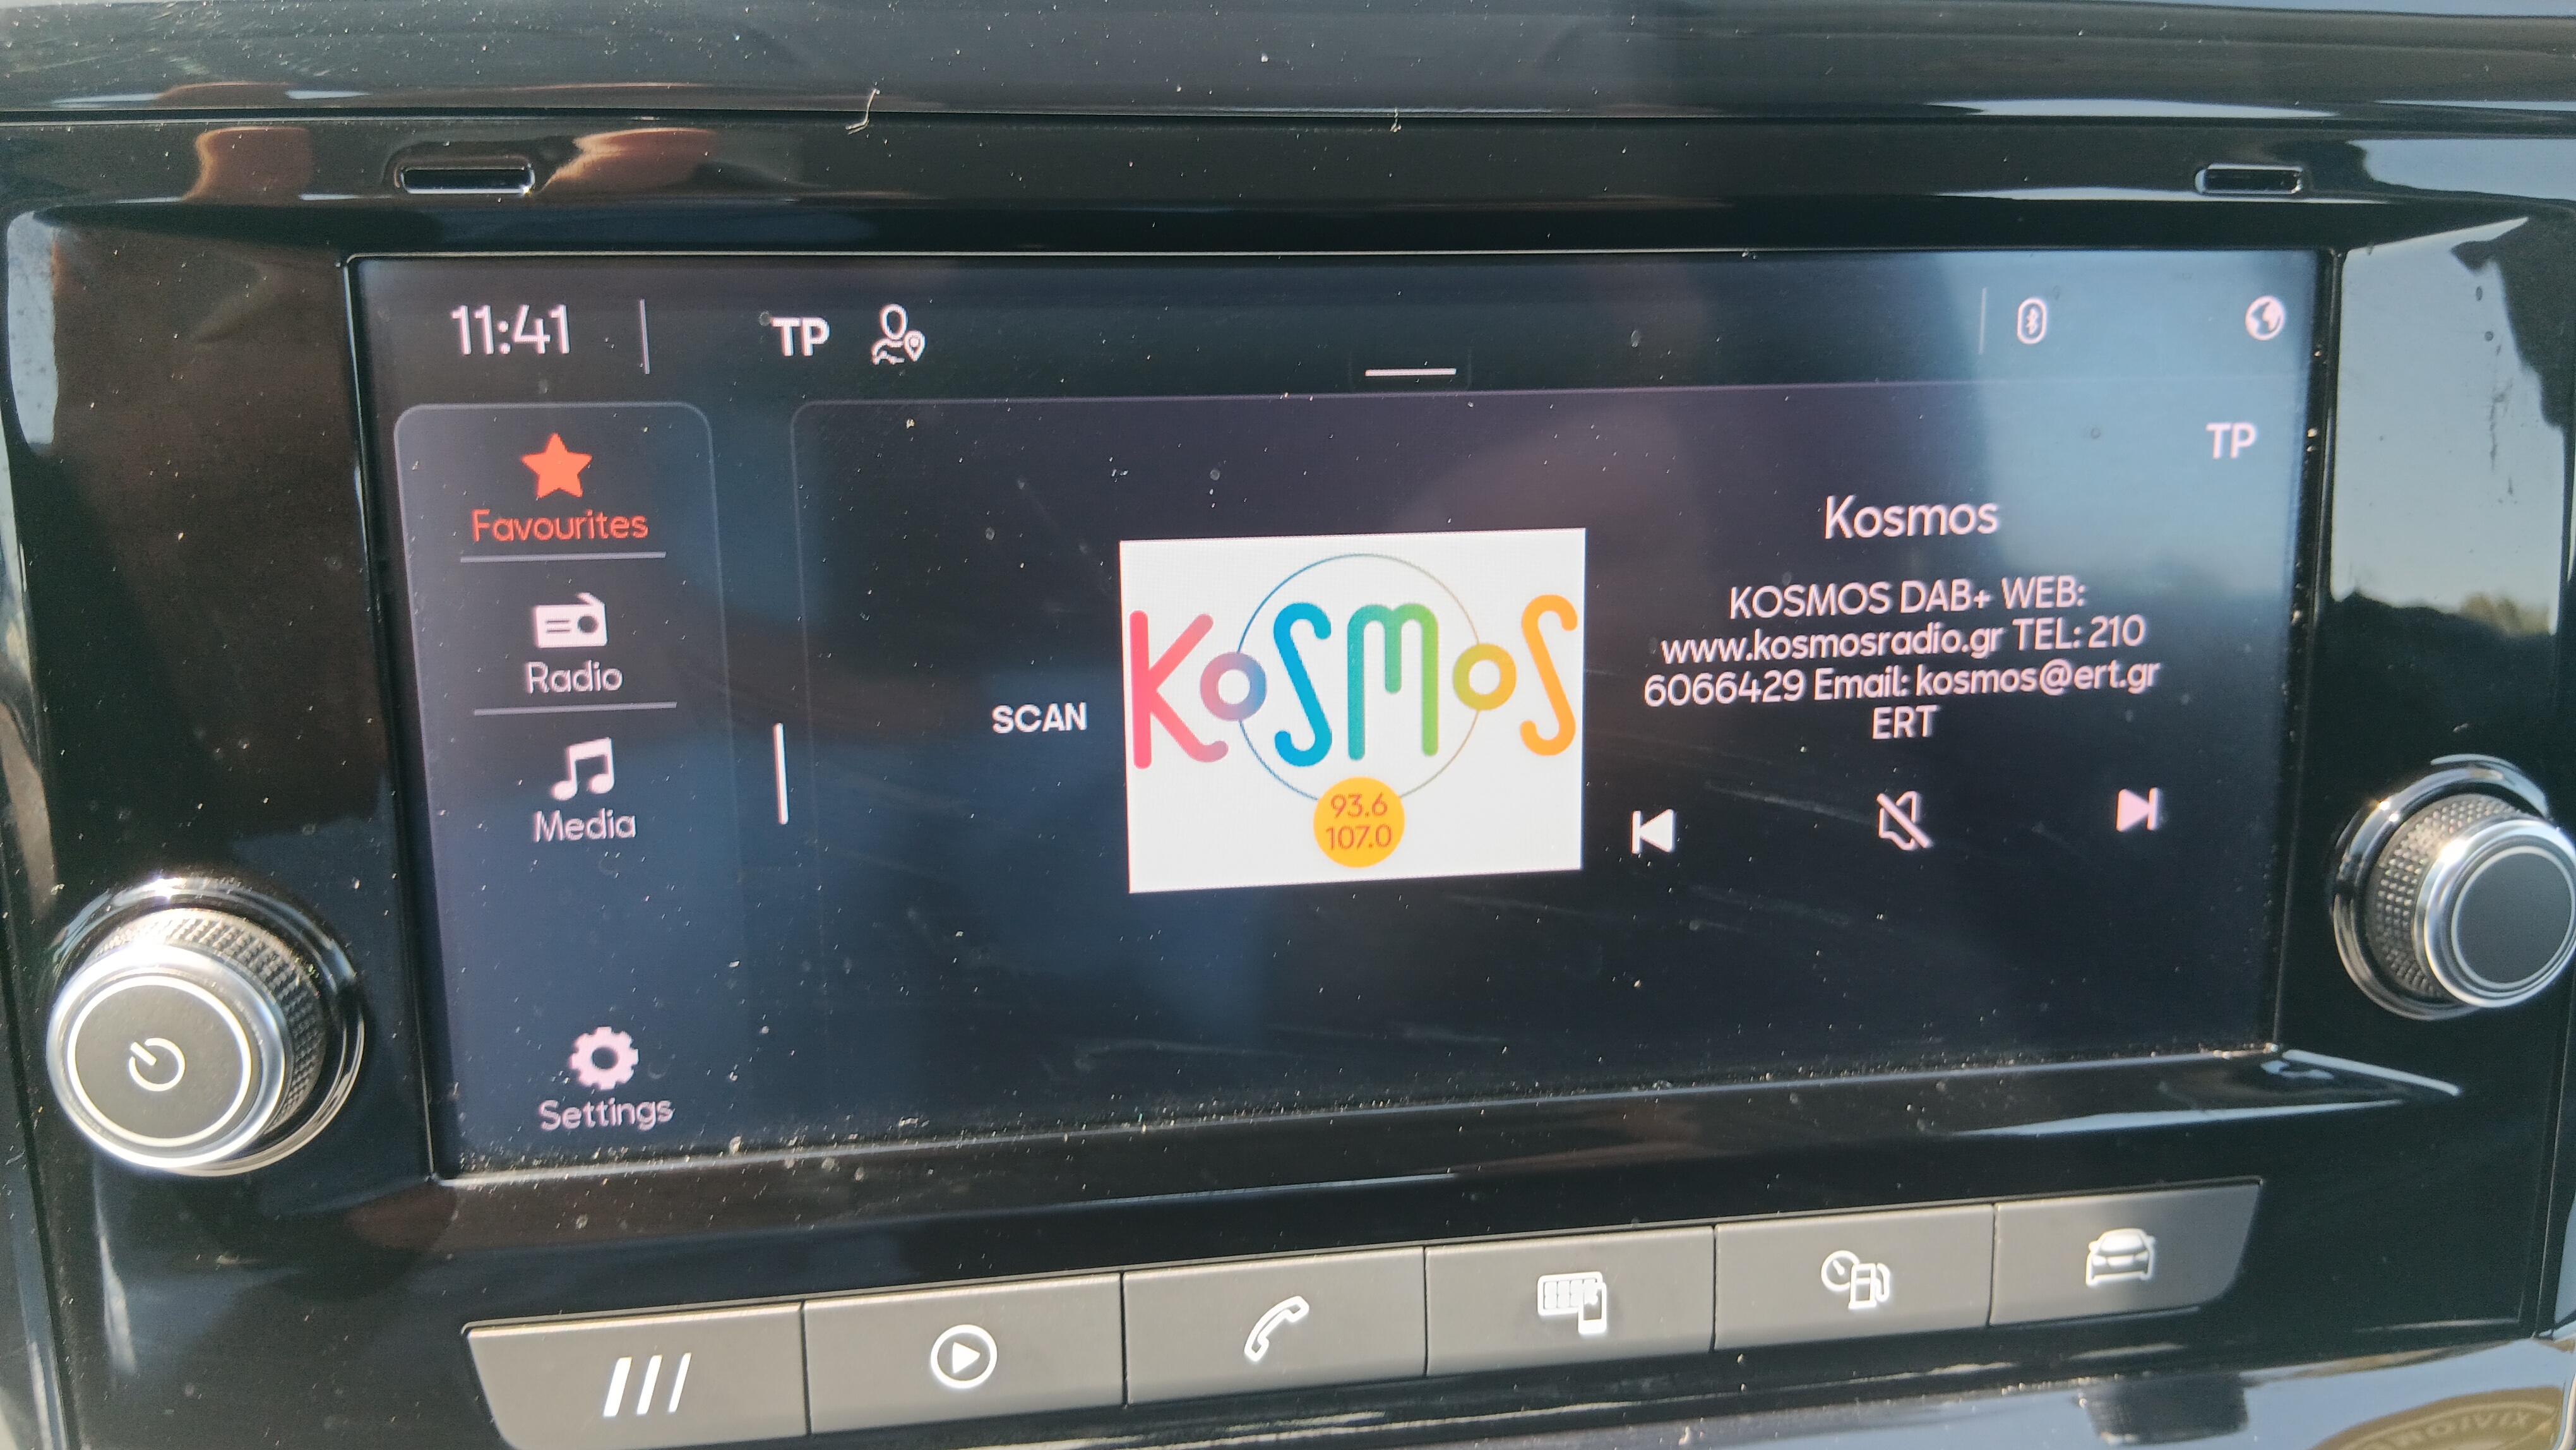 11:41
TP
TP
Favourites
Radio
Media
Settings
SCAN
KOSMOS
93.6
107.0
Kosmos
KOSMOS DAB+ WEB:
www.kosmosradio.gr TEL: 210
6066429 Email: kosmos@ert.gr
ERT